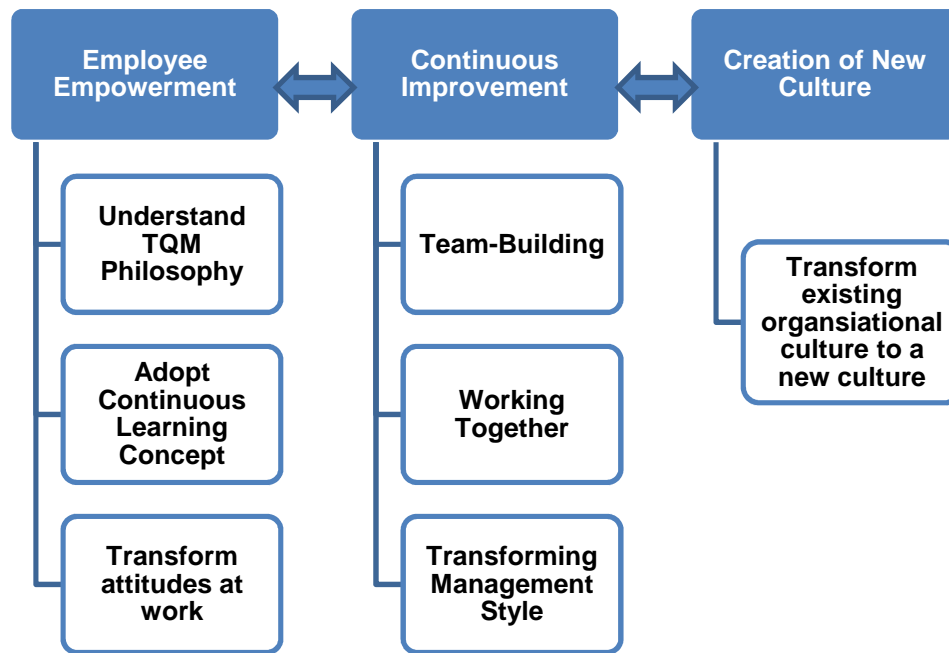 Employee
Empowerment
Understand
TQM
Philosophy
Adopt
Continuous
Learning
Concept
Transform
attitudes at
work
Continuous
Improvement
Team-Building
Working
Together
Transforming
Management
Style
Creation of New
Culture
Transform
existing
organsiational
culture to a
new culture